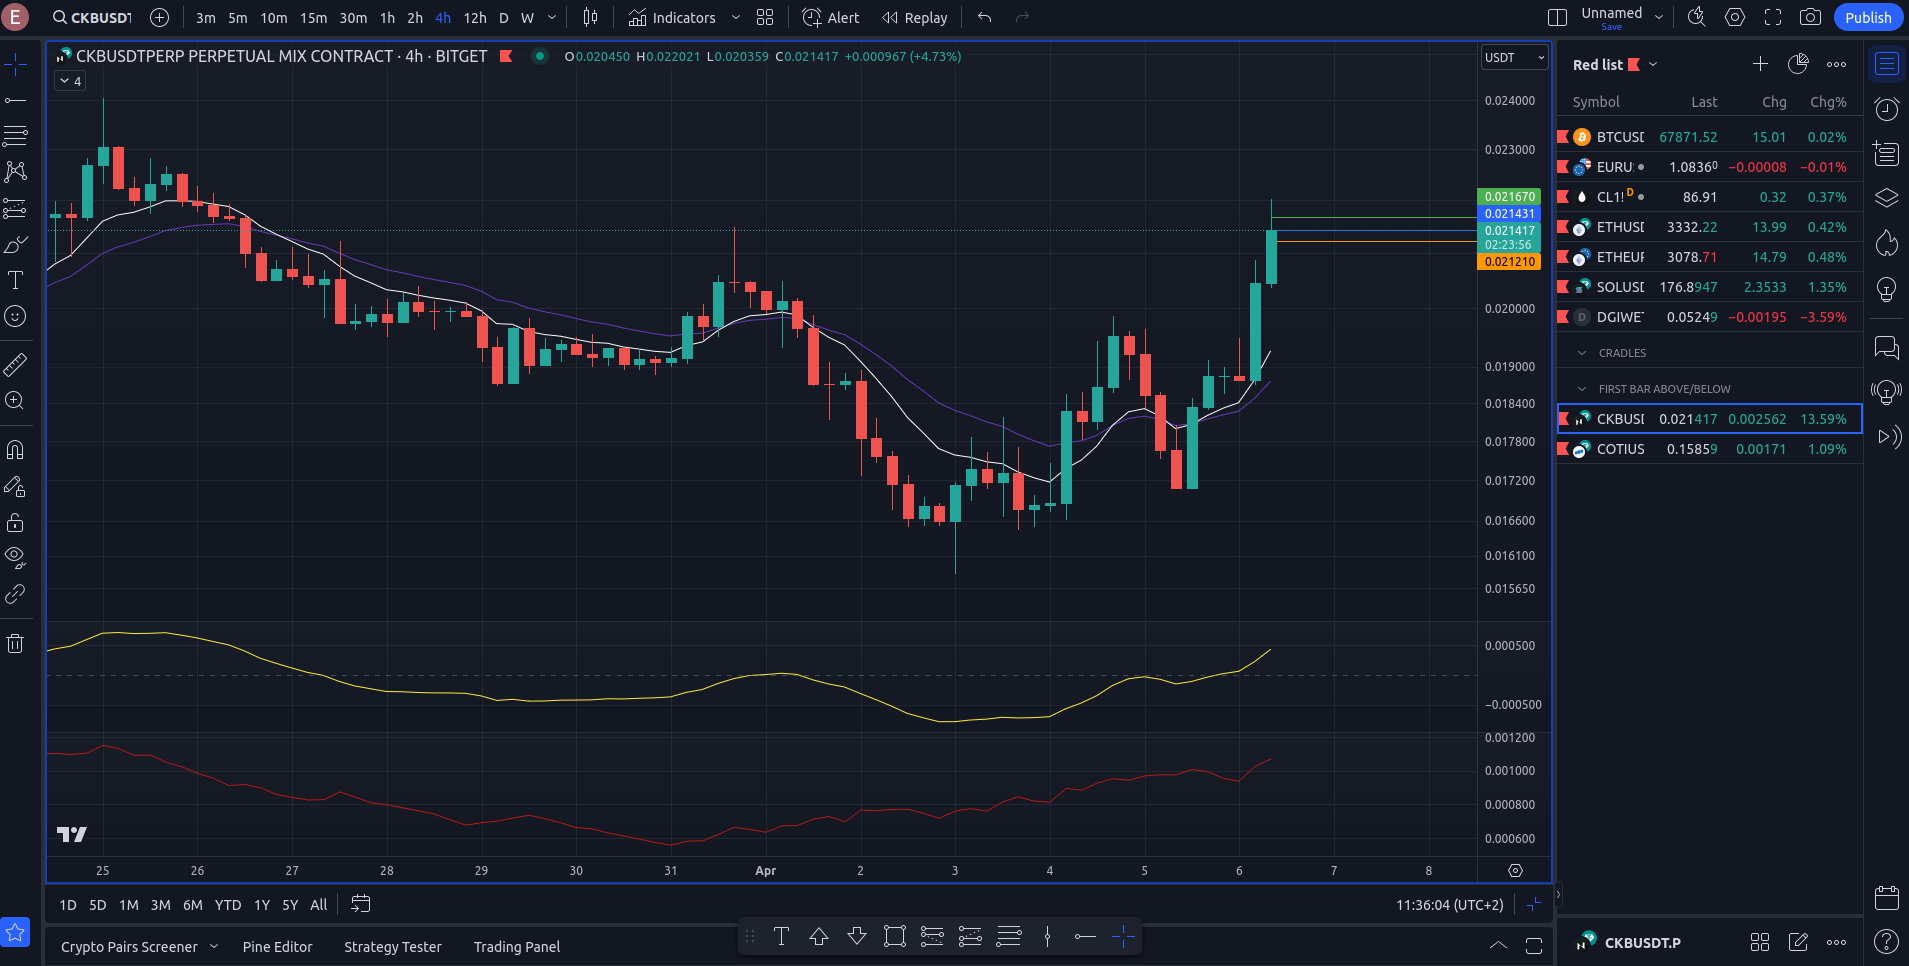 E
CKBUSDT
3m 5m 10m 15m 30m 1h 2h 4h 12h D W
Indicators
Alert
Replay
Unnamed
Save
Publish
CKBUSDTPERP PERPETUAL MIX CONTRACT · 4h · BITGET
O0.020450 H0.022021 L0.020359 C0.021417 +0.000967 (+4.73%)
4
USDT
0.024000
0.023000
0.021670
0.021431
0.021417
02:23:56
0.021210
0.020000
0.019000
0.018400
0.017800
0.017200
0.016600
0.016100
0.015650
0.000500
−0.000500
0.001200
0.001000
0.000800
0.000600
25 26 27 28 29 30 31 Apr 2 3 4 5 6 7 8
1D 5D 1M 3M 6M YTD 1Y 5Y All
11:36:04 (UTC+2)
Crypto Pairs Screener
Pine Editor
Strategy Tester
Trading Panel
T
Red list
Symbol Last Chg Chg%
BTCUSD 67871.52 15.01 0.02%
EURU 1.08360 −0.00008 −0.01%
CL1! D 86.91 0.32 0.37%
ETHUSD 3332.22 13.99 0.42%
ETHEUR 3078.71 14.79 0.48%
SOLUSD 176.8947 2.3533 1.35%
D DGIWE 0.05249 −0.00195 −3.59%
CRADLES
FIRST BAR ABOVE/BELOW
CKBUSD 0.021417 0.002562 13.59%
COTIUS 0.15859 0.00171 1.09%
CKBUSDT.P